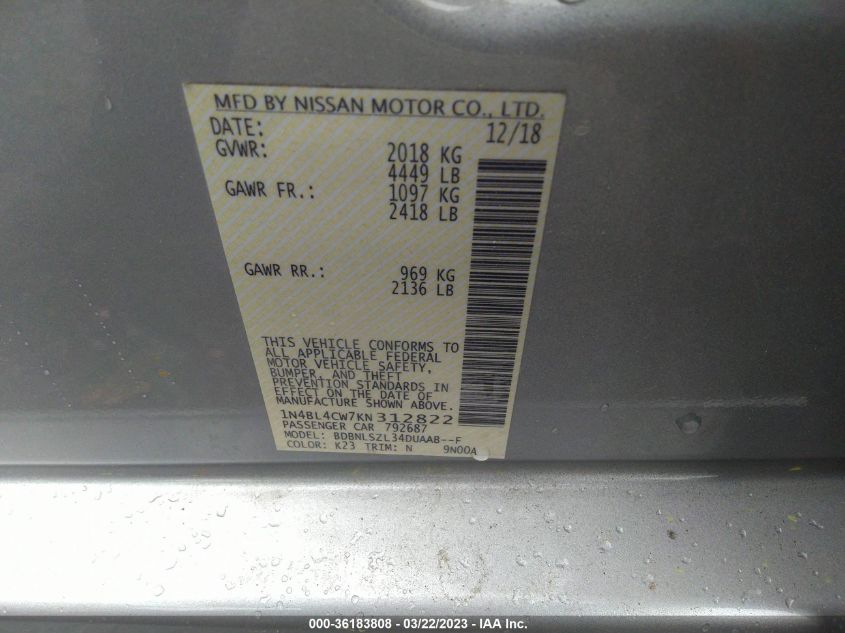 MFD BY NISSAN MOTOR CO., LTD.
DATE: 12/18
GVWR: 2018 KG
4449 LB
GAWR FR.: 1097 KG
2418 LB
GAWR RR.: 969 KG
2136 LB
THIS VEHICLE CONFORMS TO
ALL APPLICABLE FEDERAL
MOTOR VEHICLE SAFETY,
BUMPER, AND THEFT
PREVENTION STANDARDS IN
EFFECT ON THE DATE OF
MANUFACTURE SHOWN ABOVE.
1N4BL4CW7KN312822
PASSENGER CAR 792687
MODEL: BDBNLSZL34DUAAB--F
COLOR: K23 TRIM: N 9N00A
000-36183808 - 03/22/2023 - IAA Inc.